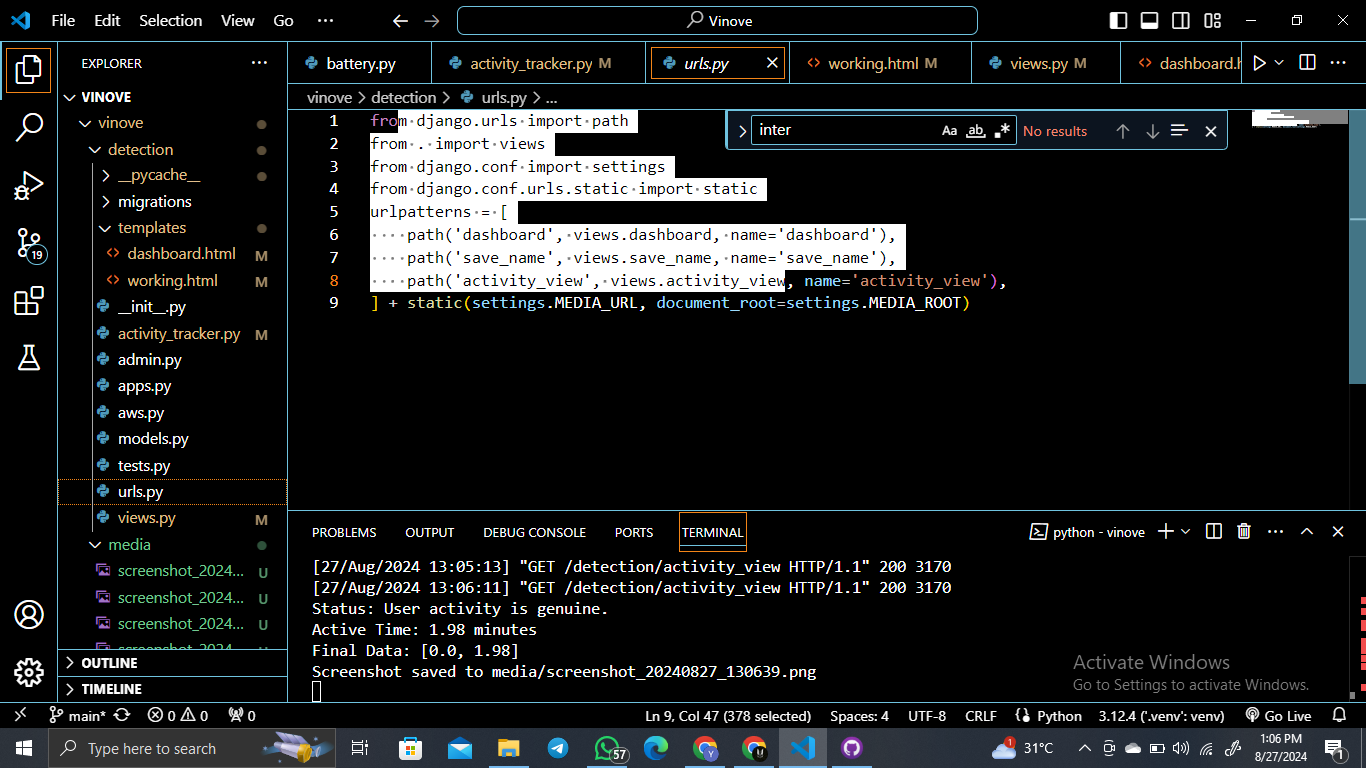 File Edit Selection View Go ··· Vinove
EXPLORER ···
battery.py activity_tracker.py M urls.py working.html M views.py M dashboard.h
VINOVE
vinove
detection
__pycache__
migrations
templates
dashboard.html M
working.html M
__init__.py
activity_tracker.py M
admin.py
apps.py
aws.py
models.py
tests.py
urls.py
views.py M
media
screenshot_2024... U
screenshot_2024... U
screenshot_2024... U
screenshot_2024...
OUTLINE
TIMELINE
19
vinove > detection > urls.py > ...
inter Aa ab .* No results
1 from django.urls import path
2 from . import views
3 from django.conf import settings
4 from django.conf.urls.static import static
5 urlpatterns = [
6 path('dashboard', views.dashboard, name='dashboard'),
7 path('save_name', views.save_name, name='save_name'),
8 path('activity_view', views.activity_view, name='activity_view'),
9 ] + static(settings.MEDIA_URL, document_root=settings.MEDIA_ROOT)
PROBLEMS OUTPUT DEBUG CONSOLE PORTS TERMINAL python - vinove
[27/Aug/2024 13:05:13] "GET /detection/activity_view HTTP/1.1" 200 3170
[27/Aug/2024 13:06:11] "GET /detection/activity_view HTTP/1.1" 200 3170
Status: User activity is genuine.
Active Time: 1.98 minutes
Final Data: [0.0, 1.98]
Screenshot saved to media/screenshot_20240827_130639.png
Activate Windows
Go to Settings to activate Windows.
main* 0 0 0 Ln 9, Col 47 (378 selected) Spaces: 4 UTF-8 CRLF Python 3.12.4 ('.venv': venv) Go Live
Type here to search 57 1 31°C 1:06 PM
8/27/2024 1